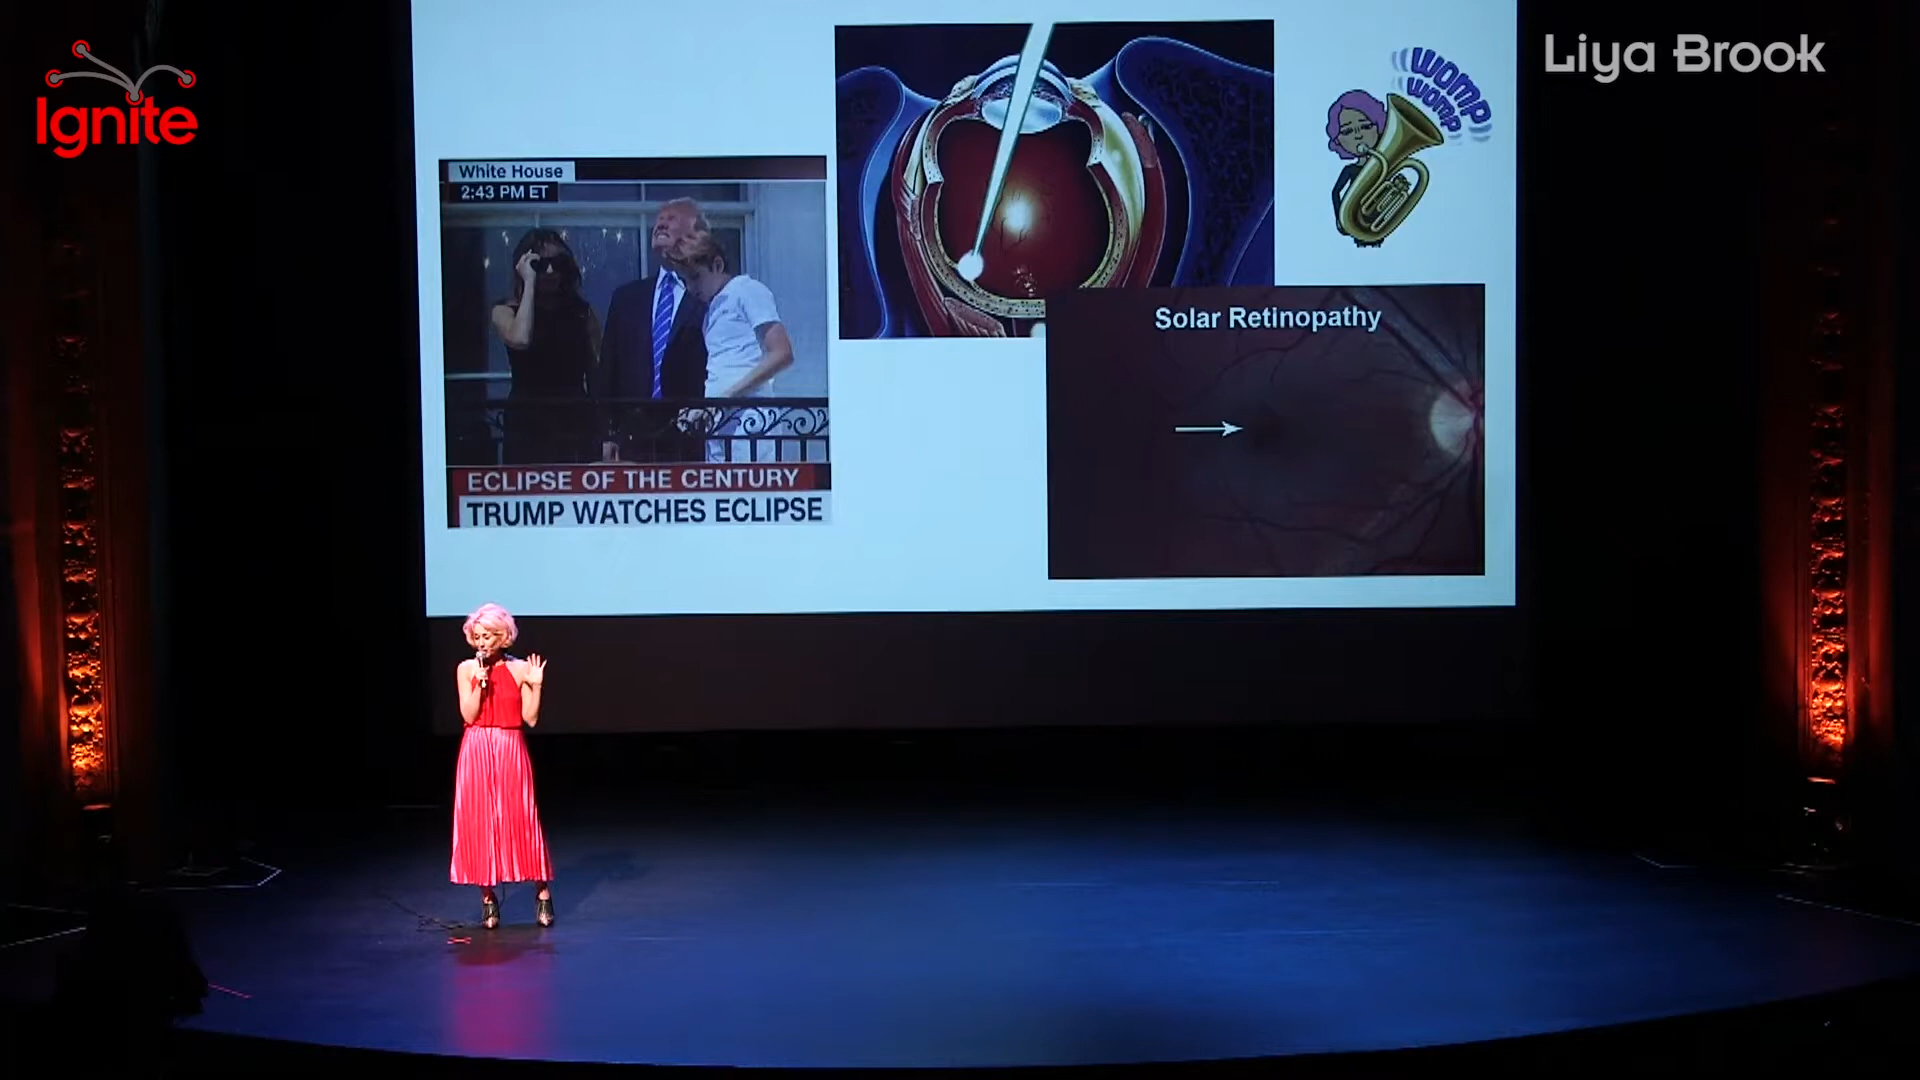 Ignite
Liya Brook
White House
2:43 PM ET
ECLIPSE OF THE CENTURY
TRUMP WATCHES ECLIPSE
WOMP
WOMP
Solar Retinopathy